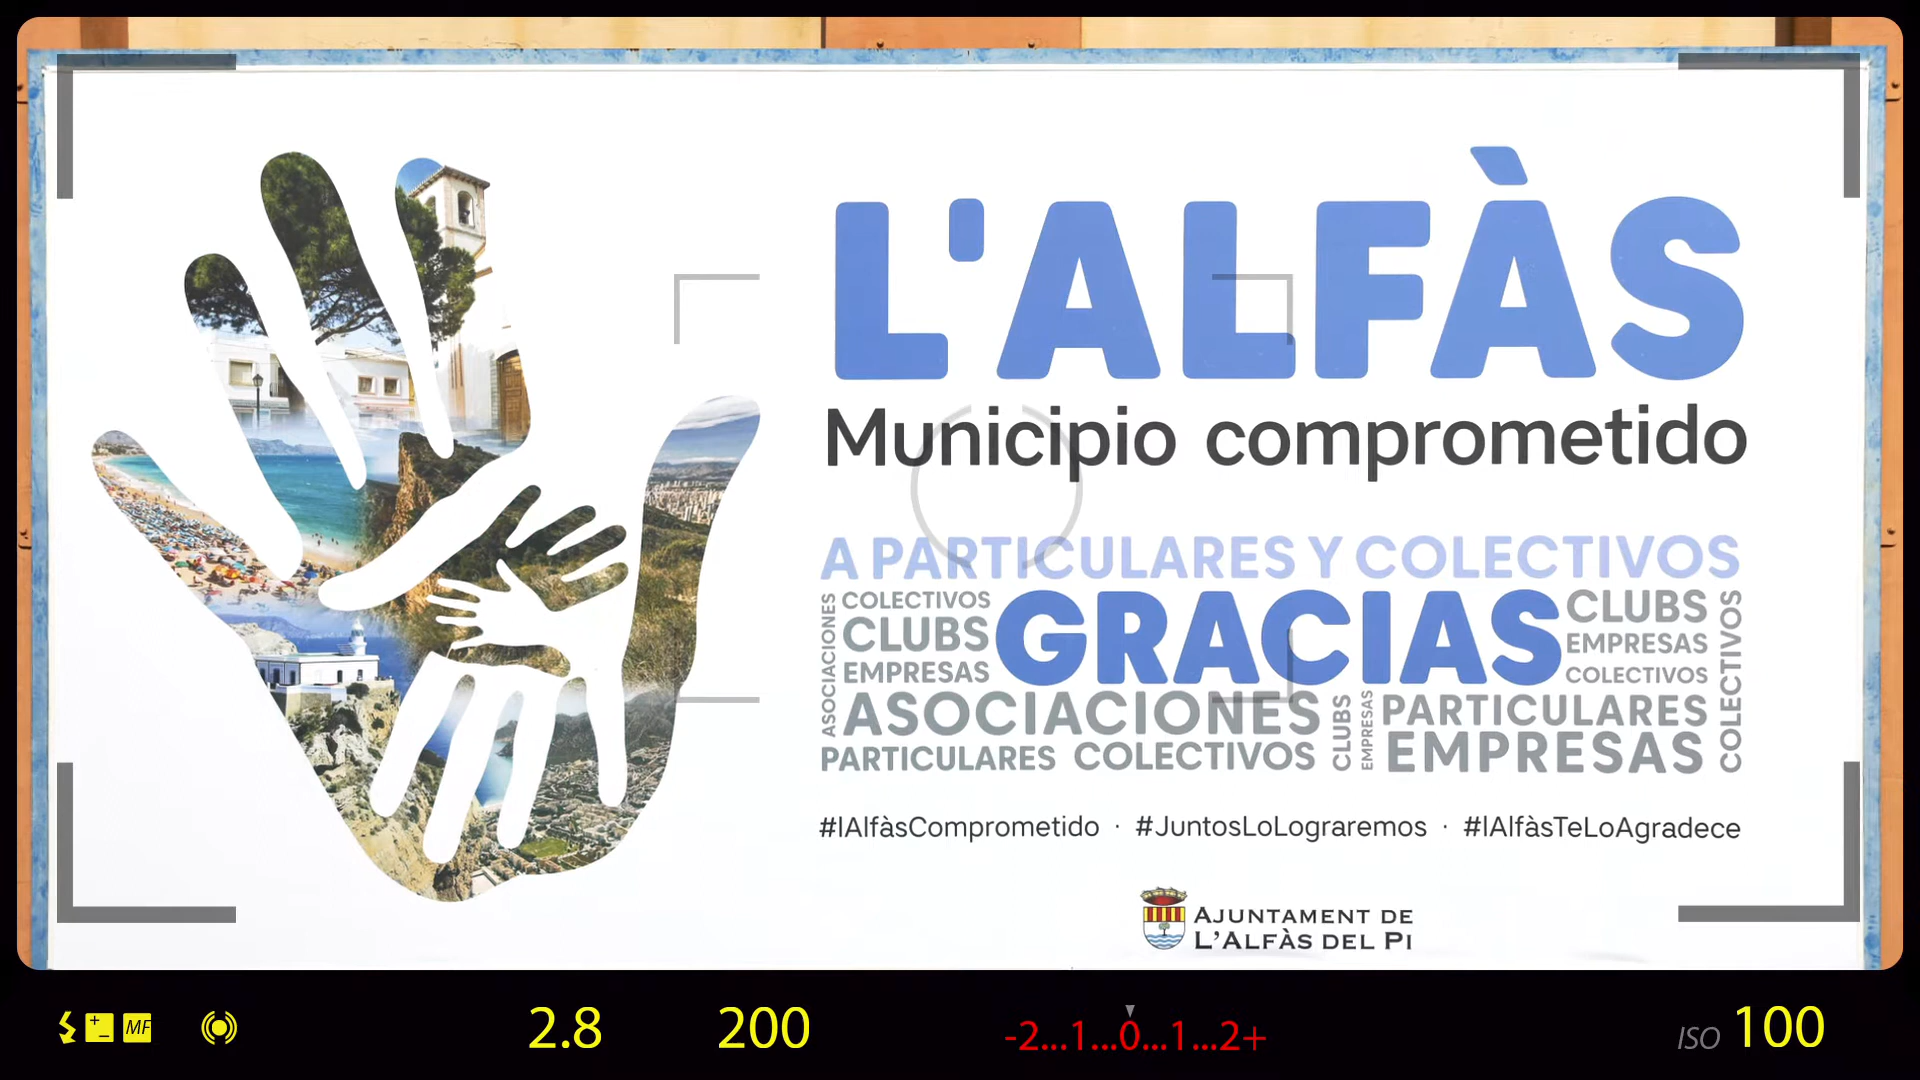 L'ALFÀS
Municipio comprometido
A PARTICULARES Y COLECTIVOS
ASOCIACIONES
COLECTIVOS
CLUBS
EMPRESAS
GRACIAS
CLUBS
EMPRESAS
COLECTIVOS
COLECTIVOS
ASOCIACIONES
CLUBS
EMPRESAS
PARTICULARES
PARTICULARES COLECTIVOS
EMPRESAS
#lAlfàsComprometido · #JuntosLoLograremos · #lAlfàsTeLoAgradece
AJUNTAMENT DE
L'ALFÀS DEL PI
MF 2.8 200 -2...1...0...1...2+ ISO 100